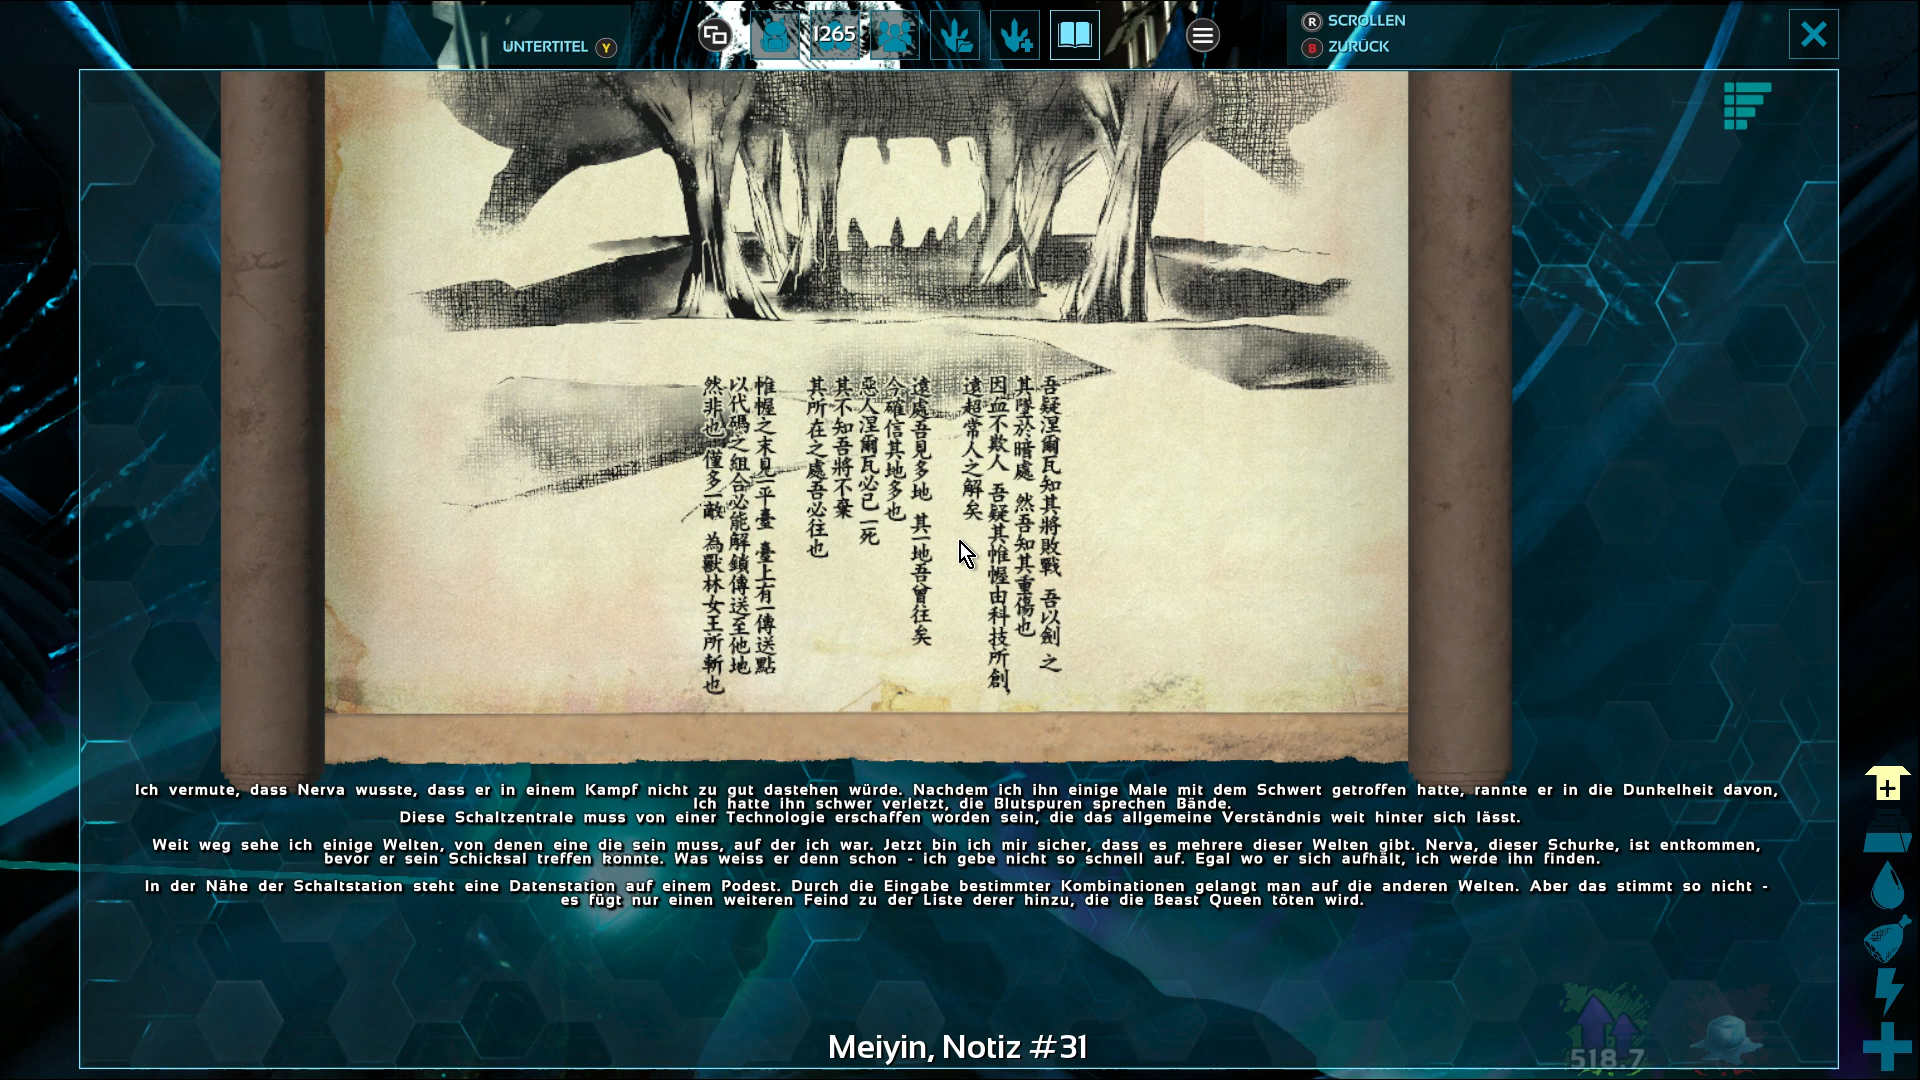 UNTERTITEL Y
1265
R SCROLLEN
B ZURÜCK
吾疑涅爾瓦知其將敗戰 吾以劍之
其墜於暗處 然吾知其重傷也
因血不欺人 吾疑其帷幄由科技所創
遠超常人之解矣
遠處吾見多地 其一地吾曾往矣
今確信其地多也
惡人涅爾瓦必己一死
其不知吾將不棄
其所在之處吾必往也
帷幄之末見一平臺 臺上有一傳送點
以代碼之組合必能解鎖傳送至他地
然非也 僅多一敵 為獸林女王所斬也
Ich vermute, dass Nerva wusste, dass er in einem Kampf nicht zu gut dastehen würde. Nachdem ich ihn einige Male mit dem Schwert getroffen hatte, rannte er in die Dunkelheit davon,
Ich hatte ihn schwer verletzt, die Blutspuren sprechen Bände.
Diese Schaltzentrale muss von einer Technologie erschaffen worden sein, die das allgemeine Verständnis weit hinter sich lässt.
Weit weg sehe ich einige Welten, von denen eine die sein muss, auf der ich war. Jetzt bin ich mir sicher, dass es mehrere dieser Welten gibt. Nerva, dieser Schurke, ist entkommen,
bevor er sein Schicksal treffen konnte. Was weiss er denn schon - ich gebe nicht so schnell auf. Egal wo er sich aufhält, ich werde ihn finden.
In der Nähe der Schaltstation steht eine Datenstation auf einem Podest. Durch die Eingabe bestimmter Kombinationen gelangt man auf die anderen Welten. Aber das stimmt so nicht -
es fügt nur einen weiteren Feind zu der Liste derer hinzu, die die Beast Queen töten wird.
Meiyin, Notiz #31
518.7